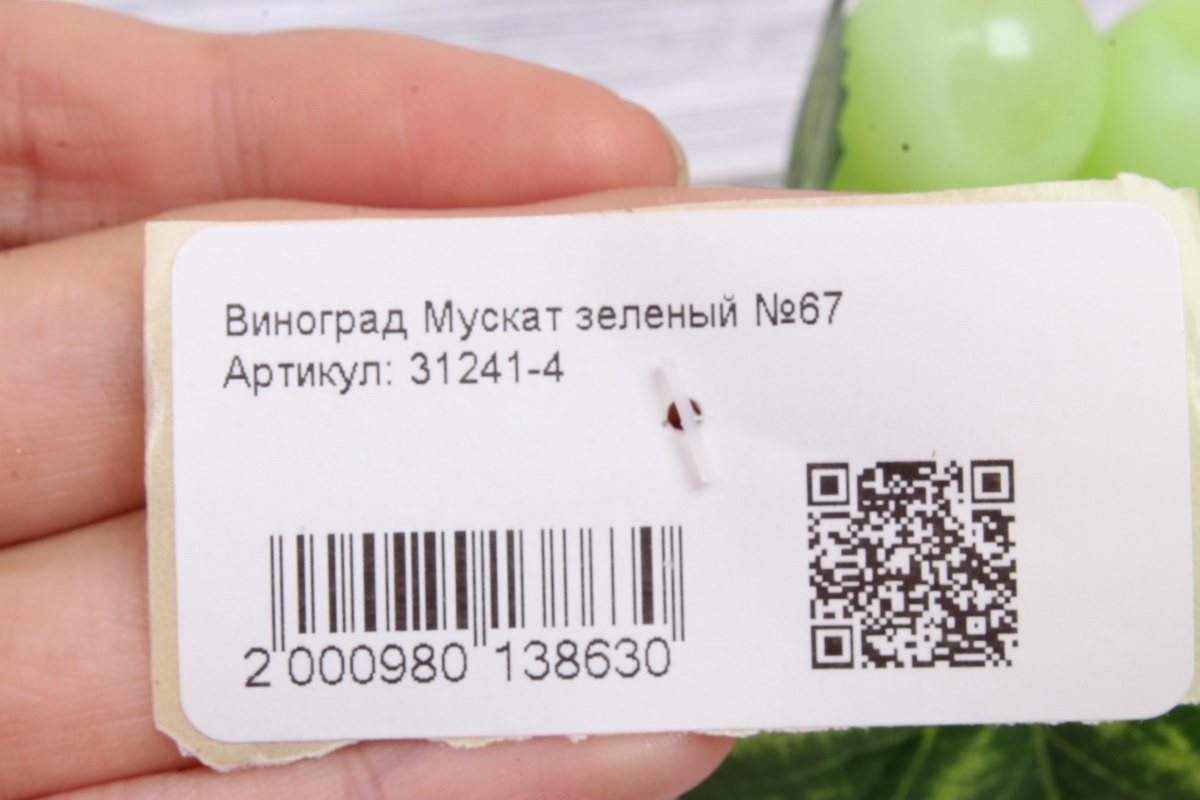 Виноград Мускат зеленый №67
Артикул: 31241-4
2 000980 138630